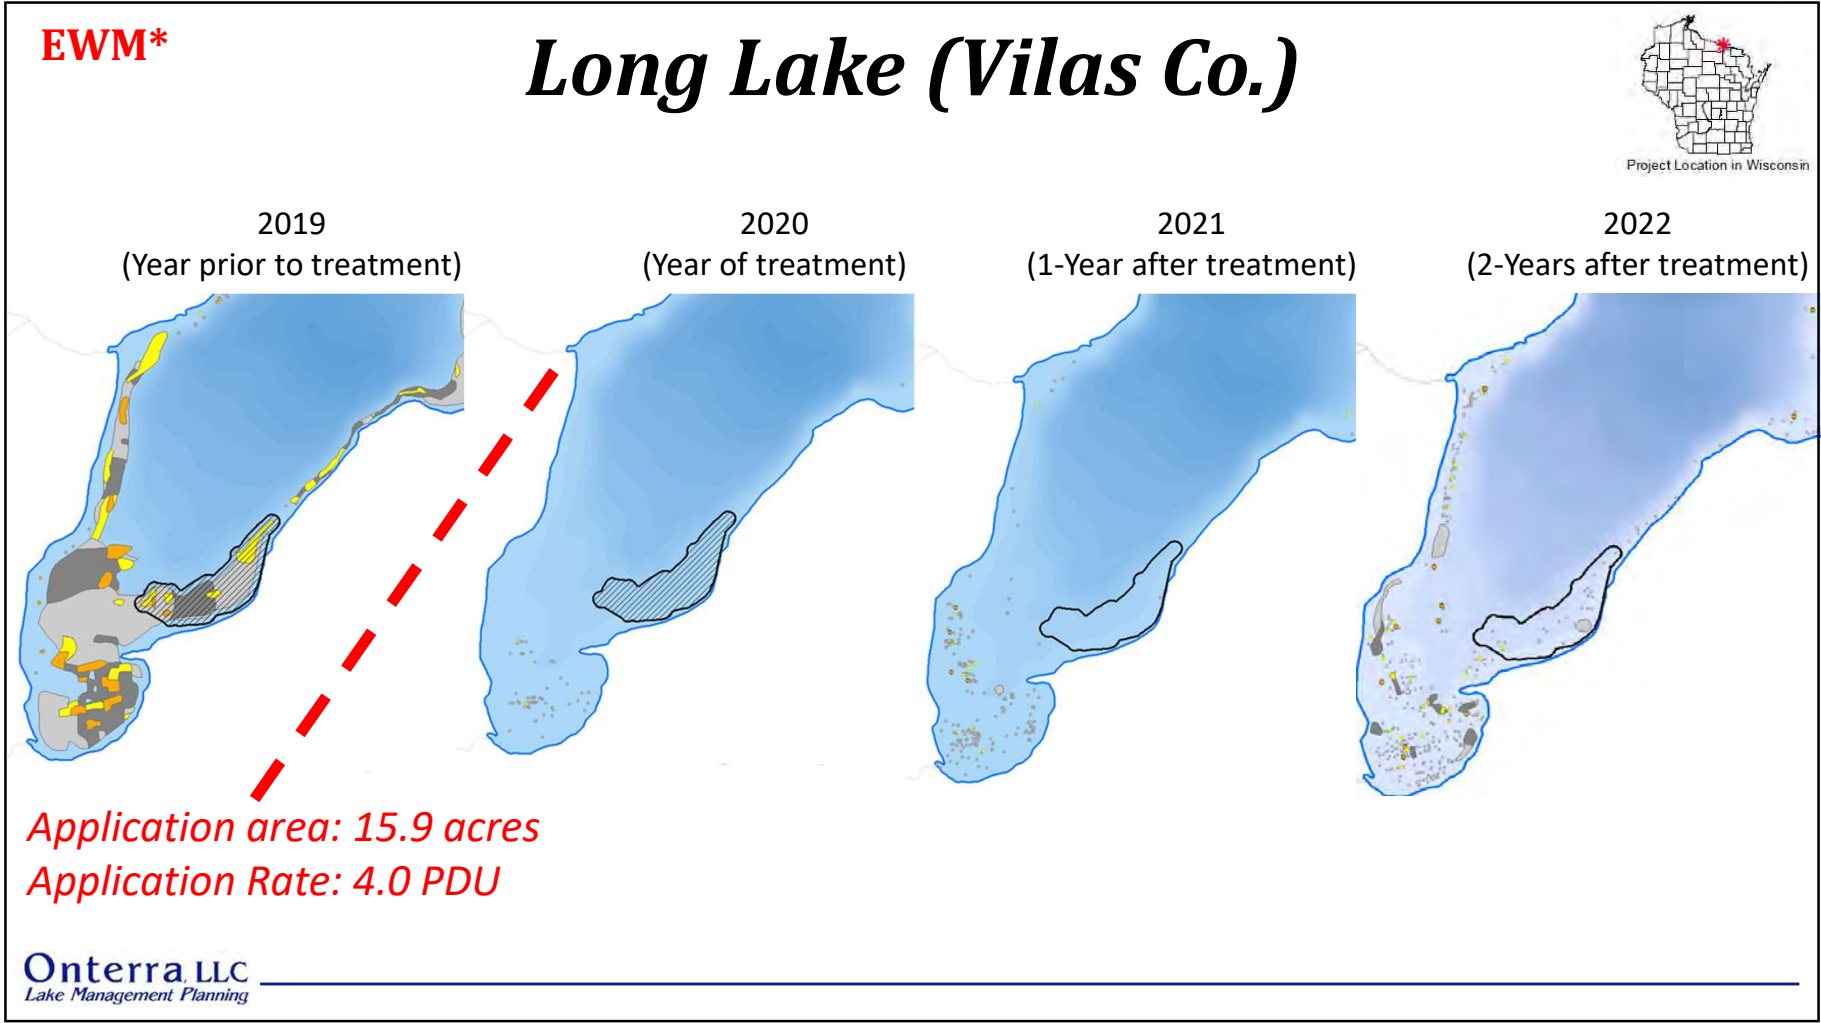 EWM*
Long Lake (Vilas Co.)
Project Location in Wisconsin
2019
(Year prior to treatment)
2020
(Year of treatment)
2021
(1-Year after treatment)
2022
(2-Years after treatment)
Application area: 15.9 acres
Application Rate: 4.0 PDU
Onterra, LLC
Lake Management Planning